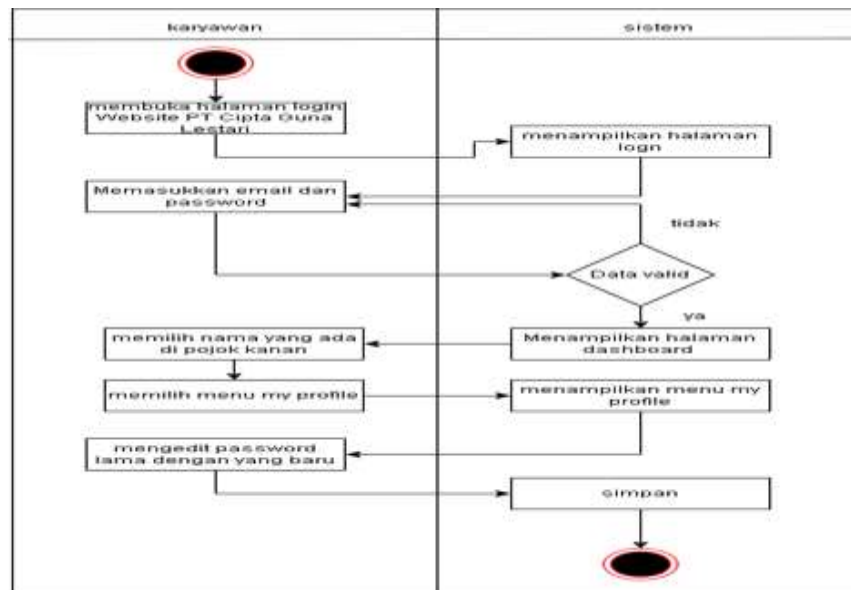 karyawan
sistem
membuka halaman login
Website PT Cipta Guna
Lestari
menampilkan halaman
logn
Memasukkan email dan
password
tidak
Data valid
ya
Menampilkan halaman
dashboard
memilih nama yang ada
di pojok kanan
memilih menu my profile
menampilkan menu my
profile
mengedit password
lama dengan yang baru
simpan